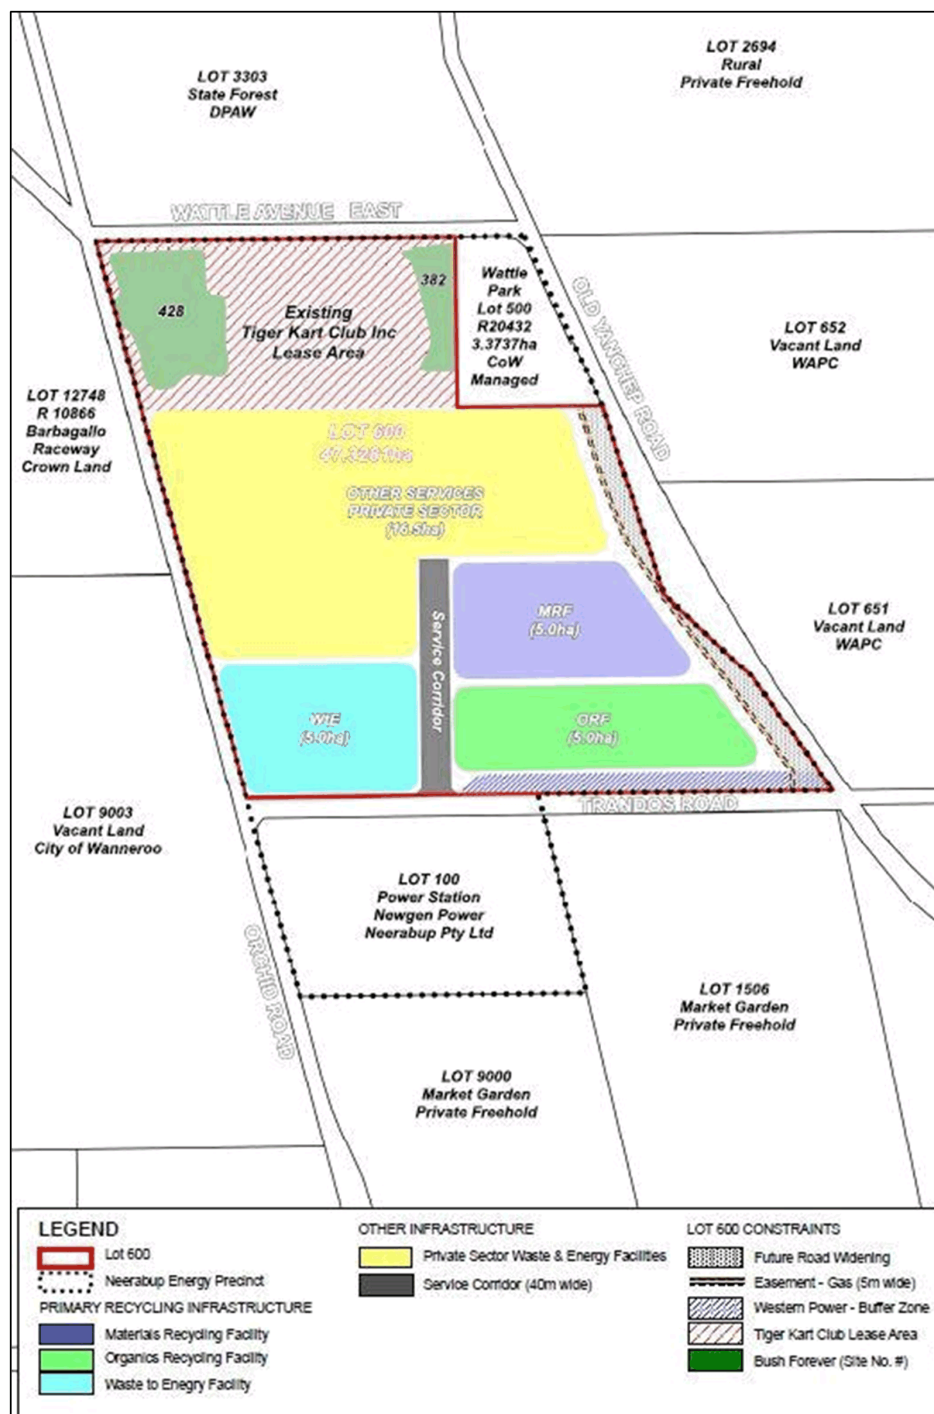 LOT 3303
State Forest
DPAW
LOT 2694
Rural
Private Freehold
WATTLE AVENUE EAST
428
382
Existing
Tiger Kart Club Inc
Lease Area
Wattle
Park
Lot 500
R20432
3.3737ha
CoW
Managed
OLD YANCHEP ROAD
LOT 652
Vacant Land
WAPC
LOT 12748
R 10866
Barbagallo
Raceway
Crown Land
LOT 600
47.3281ha
OTHER SERVICES
PRIVATE SECTOR
(16.5ha)
Service Corridor
MRF
(5.0ha)
LOT 651
Vacant Land
WAPC
WtE
(5.0ha)
ORF
(5.0ha)
TRANDOS ROAD
LOT 9003
Vacant Land
City of Wanneroo
LOT 100
Power Station
Newgen Power
Neerabup Pty Ltd
ORCHID ROAD
LOT 1506
Market Garden
Private Freehold
LOT 9000
Market Garden
Private Freehold
LEGEND
Lot 600
Neerabup Energy Precinct
PRIMARY RECYCLING INFRASTRUCTURE
Materials Recycling Facility
Organics Recycling Facility
Waste to Enegry Facility
OTHER INFRASTRUCTURE
Private Sector Waste & Energy Facilities
Service Corridor (40m wide)
LOT 600 CONSTRAINTS
Future Road Widening
Easement - Gas (5m wide)
Western Power - Buffer Zone
Tiger Kart Club Lease Area
Bush Forever (Site No. #)